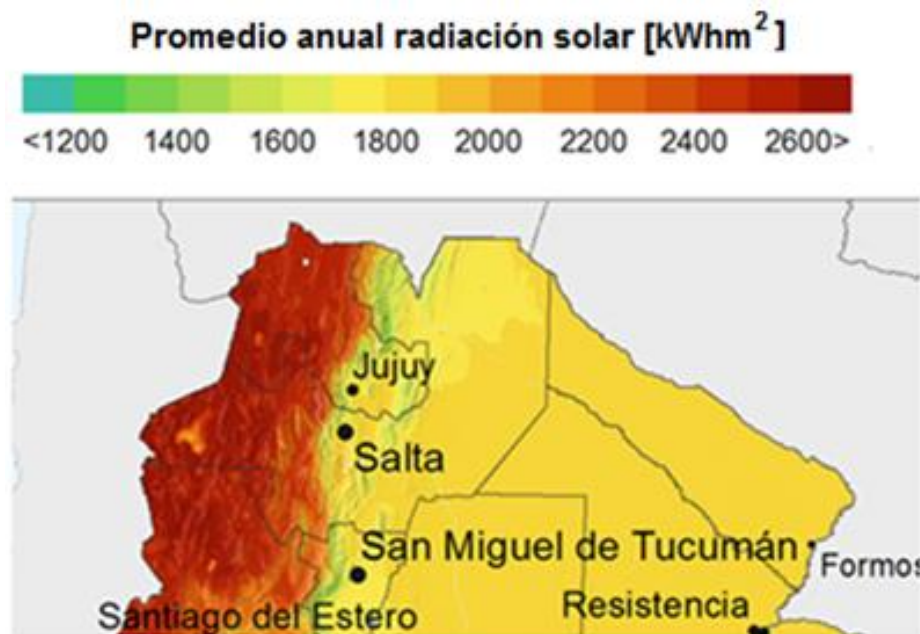 Promedio anual radiación solar [kWhm²]
<1200 1400 1600 1800 2000 2200 2400 2600>
Jujuy
Salta
San Miguel de Tucumán
Formos
Resistencia
Santiago del Estero